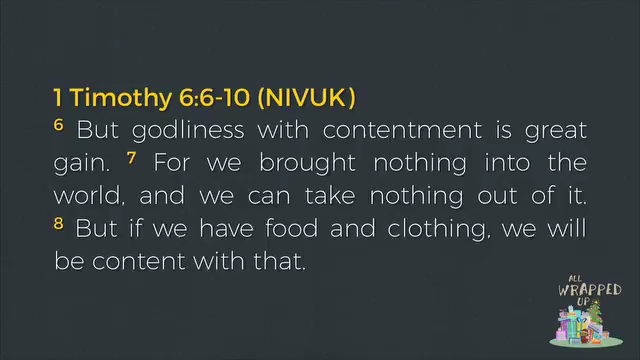 1 Timothy 6:6-10 (NIVUK)
6 But godliness with contentment is great
gain. 7 For we brought nothing into the
world, and we can take nothing out of it.
8 But if we have food and clothing, we will
be content with that.
ALL
WRAPPED
UP